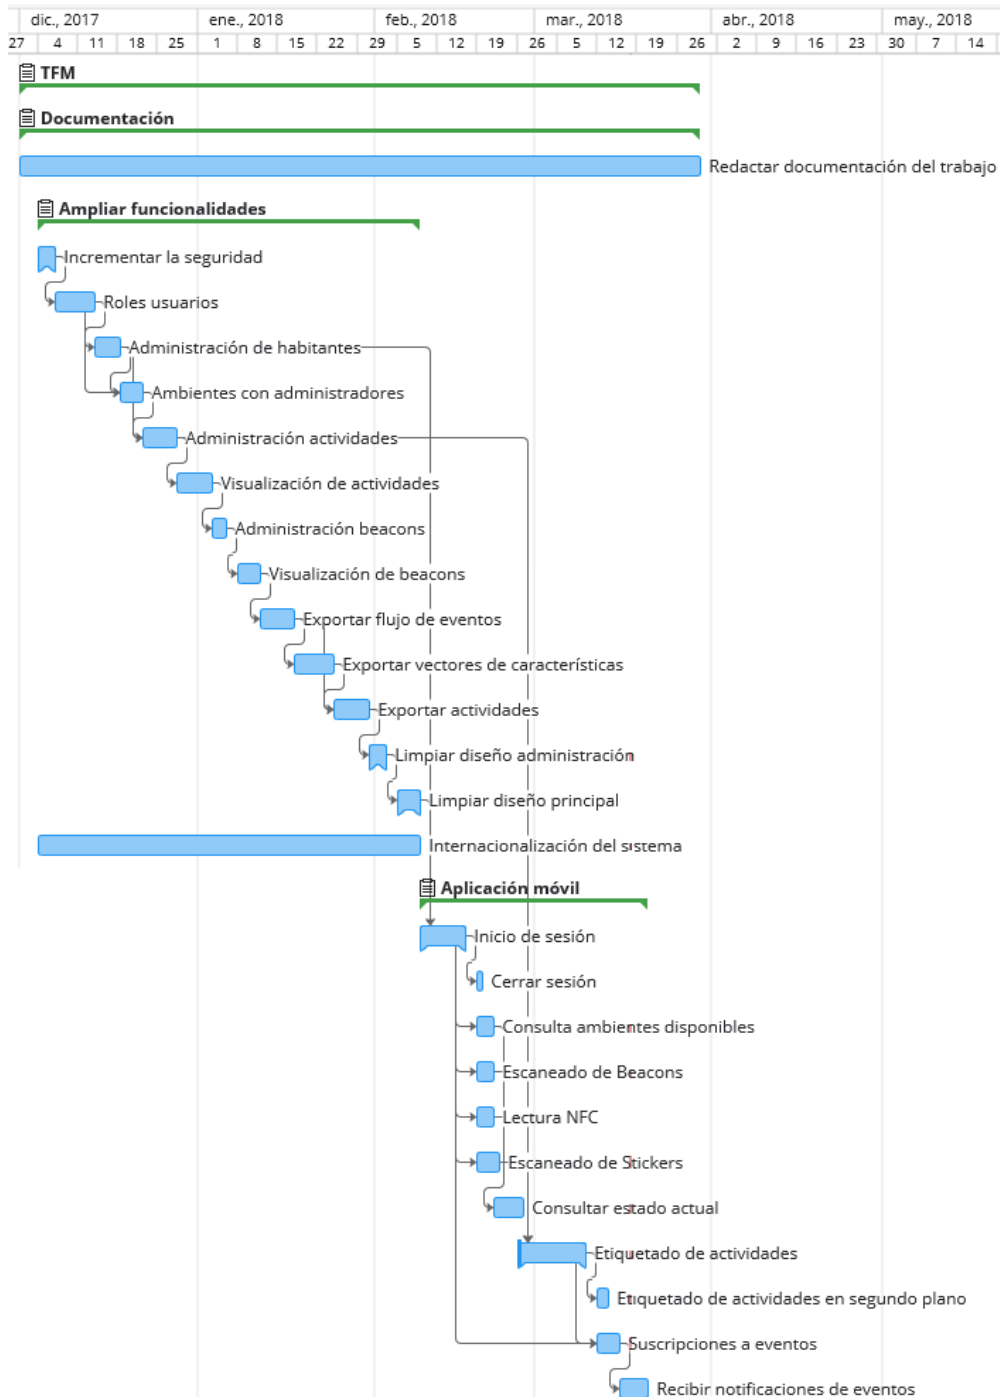 dic., 2017 ene., 2018 feb., 2018 mar., 2018 abr., 2018 may., 2018
27 4 11 18 25 1 8 15 22 29 5 12 19 26 5 12 19 26 2 9 16 23 30 7 14
TFM
Documentación
Redactar documentación del trabajo
Ampliar funcionalidades
Incrementar la seguridad
Roles usuarios
Administración de habitantes
Ambientes con administradores
Administración actividades
Visualización de actividades
Administración beacons
Visualización de beacons
Exportar flujo de eventos
Exportar vectores de características
Exportar actividades
Limpiar diseño administración
Limpiar diseño principal
Internacionalización del sistema
Aplicación móvil
Inicio de sesión
Cerrar sesión
Consulta ambientes disponibles
Escaneado de Beacons
Lectura NFC
Escaneado de Stickers
Consultar estado actual
Etiquetado de actividades
Etiquetado de actividades en segundo plano
Suscripciones a eventos
Recibir notificaciones de eventos